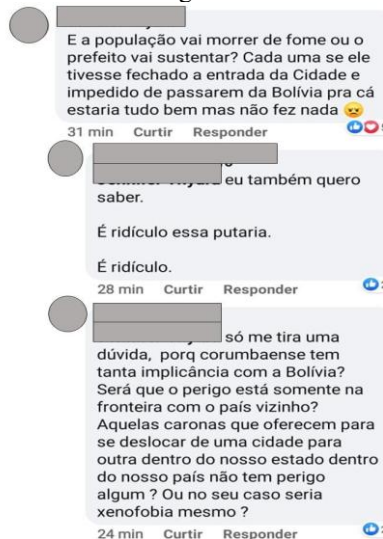 E a população vai morrer de fome ou o
prefeito vai sustentar? Cada uma se ele
tivesse fechado a entrada da Cidade e
impedido de passarem da Bolívia pra cá
estaria tudo bem mas não fez nada 😠
31 min Curtir Responder
eu também quero
saber.
É ridículo essa putaria.
É ridículo.
28 min Curtir Responder
só me tira uma
dúvida, porq corumbaense tem
tanta implicância com a Bolívia?
Será que o perigo está somente na
fronteira com o país vizinho?
Aquelas caronas que oferecem para
se deslocar de uma cidade para
outra dentro do nosso estado dentro
do nosso país não tem perigo
algum ? Ou no seu caso seria
xenofobia mesmo ?
24 min Curtir Responder